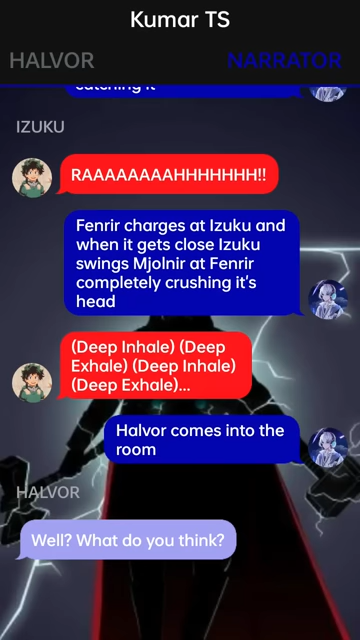 Kumar TS
HALVOR
NARRATOR
catching it
IZUKU
RAAAAAAAAHHHHHHH!!
Fenrir charges at Izuku and
when it gets close Izuku
swings Mjolnir at Fenrir
completely crushing it's
head
(Deep Inhale) (Deep
Exhale) (Deep Inhale)
(Deep Exhale)...
Halvor comes into the
room
HALVOR
Well? What do you think?